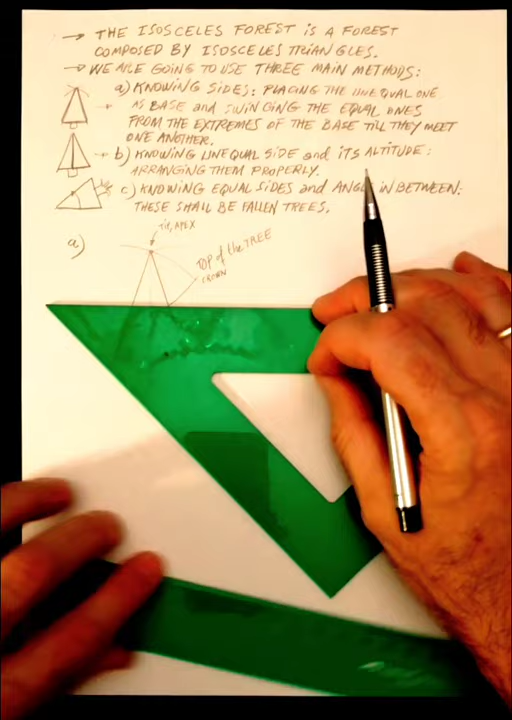 → THE ISOSCELES FOREST IS A FOREST
COMPOSED BY ISOSCELES TRIANGLES.
→ WE ARE GOING TO USE THREE MAIN METHODS:
a) KNOWING SIDES: PLACING THE UNEQUAL ONE
AS BASE and SWINGING THE EQUAL ONES
FROM THE EXTREMES OF THE BASE TILL THEY MEET
ONE ANOTHER.
b) KNOWING UNEQUAL SIDE and ITS ALTITUDE:
ARRANGING THEM PROPERLY.
c) KNOWING EQUAL SIDES and ANGLE IN BETWEEN:
THESE SHALL BE FALLEN TREES.
a)
TIP, APEX
TOP of the TREE
CROWN